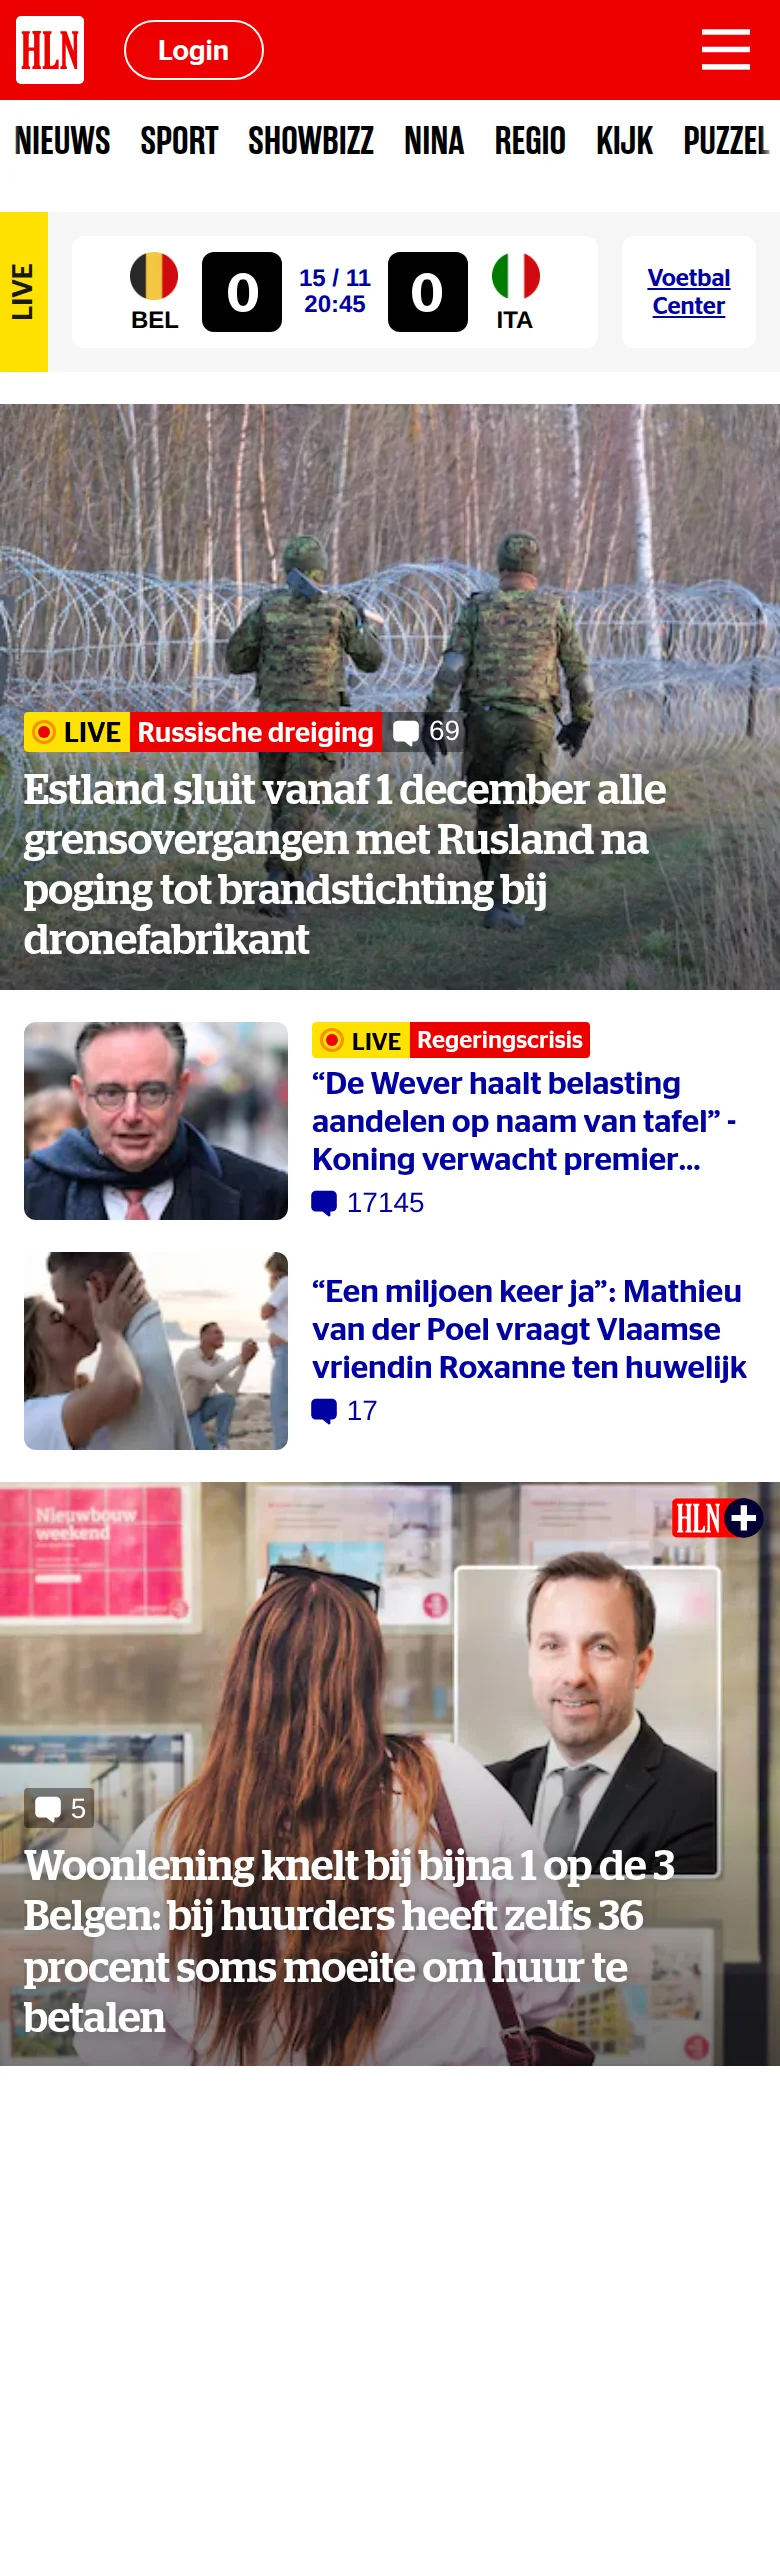 HLN
Login
NIEUWS SPORT SHOWBIZZ NINA REGIO KIJK PUZZEL
LIVE
BEL
0
15 / 11
20:45
0
ITA
Voetbal
Center
LIVE Russische dreiging 69
Estland sluit vanaf 1 december alle
grensovergangen met Rusland na
poging tot brandstichting bij
dronefabrikant
LIVE Regeringscrisis
“De Wever haalt belasting
aandelen op naam van tafel” -
Koning verwacht premier...
17145
“Een miljoen keer ja”: Mathieu
van der Poel vraagt Vlaamse
vriendin Roxanne ten huwelijk
17
HLN+
Nieuwbouw
weekend
5
Woonlening knelt bij bijna 1 op de 3
Belgen: bij huurders heeft zelfs 36
procent soms moeite om huur te
betalen